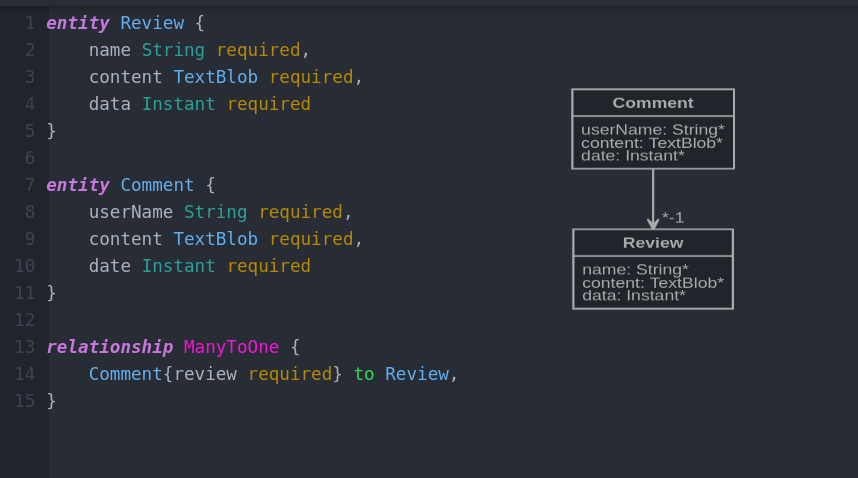 1 entity Review {
2 name String required,
3 content TextBlob required,
4 data Instant required
5 }
6
7 entity Comment {
8 userName String required,
9 content TextBlob required,
10 date Instant required
11 }
12
13 relationship ManyToOne {
14 Comment{review required} to Review,
15 }
Comment
userName: String*
content: TextBlob*
date: Instant*
*-1
Review
name: String*
content: TextBlob*
data: Instant*